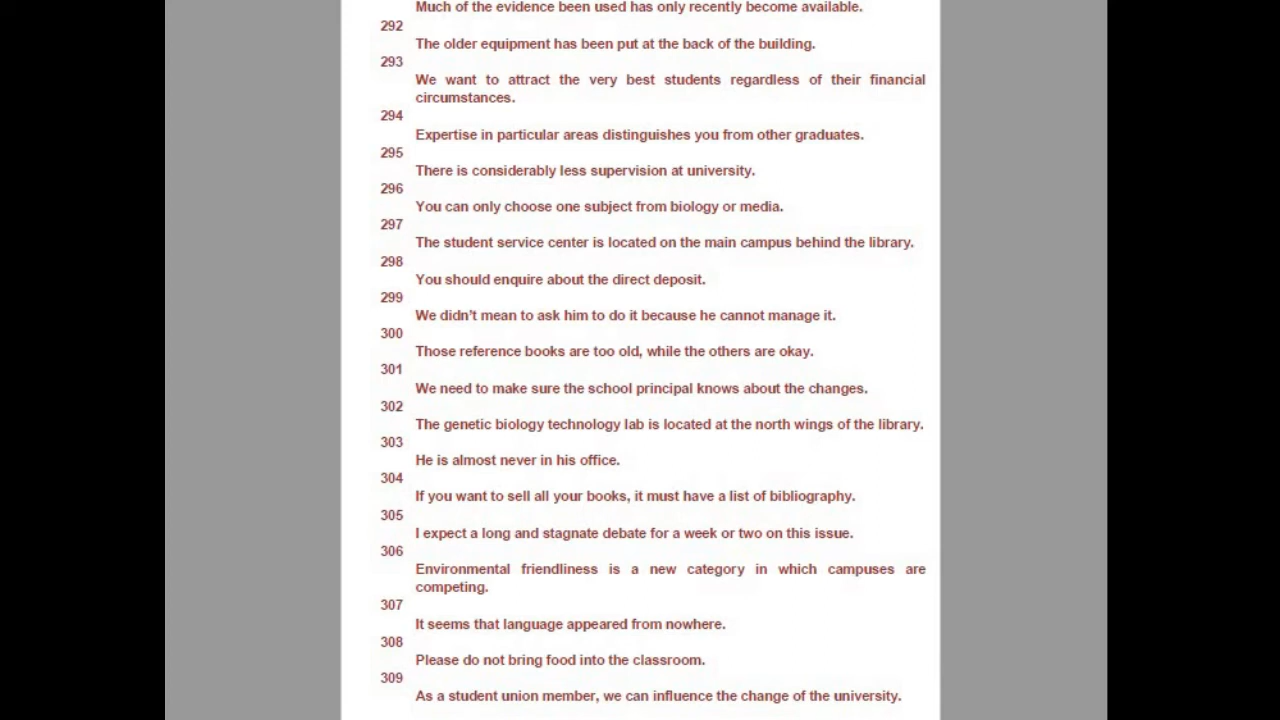 Much of the evidence been used has only recently become available.
292
The older equipment has been put at the back of the building.
293
We want to attract the very best students regardless of their financial
circumstances.
294
Expertise in particular areas distinguishes you from other graduates.
295
There is considerably less supervision at university.
296
You can only choose one subject from biology or media.
297
The student service center is located on the main campus behind the library.
298
You should enquire about the direct deposit.
299
We didn't mean to ask him to do it because he cannot manage it.
300
Those reference books are too old, while the others are okay.
301
We need to make sure the school principal knows about the changes.
302
The genetic biology technology lab is located at the north wings of the library.
303
He is almost never in his office.
304
If you want to sell all your books, it must have a list of bibliography.
305
I expect a long and stagnate debate for a week or two on this issue.
306
Environmental friendliness is a new category in which campuses are
competing.
307
It seems that language appeared from nowhere.
308
Please do not bring food into the classroom.
309
As a student union member, we can influence the change of the university.